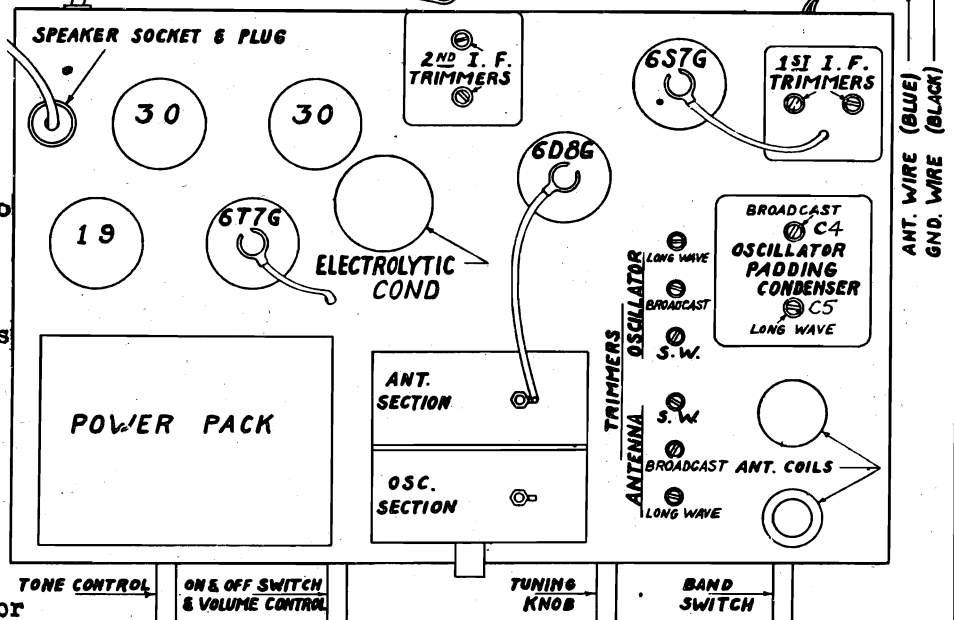 SPEAKER SOCKET & PLUG
2ND I. F.
TRIMMERS
6S7G
1ST I. F.
TRIMMERS
ANT. WIRE (BLUE)
GND. WIRE (BLACK)
30
30
6D8G
19
6T7G
ELECTROLYTIC
COND
BROADCAST
C4
OSCILLATOR
PADDING
CONDENSER
C5
LONG WAVE
TRIMMERS
OSCILLATOR
LONG WAVE
BROADCAST
S.W.
ANTENNA
S.W.
BROADCAST
LONG WAVE
ANT. COILS
POWER PACK
ANT.
SECTION
OSC.
SECTION
TONE CONTROL
ON & OFF SWITCH
& VOLUME CONTROL
TUNING
KNOB
BAND
SWITCH
or